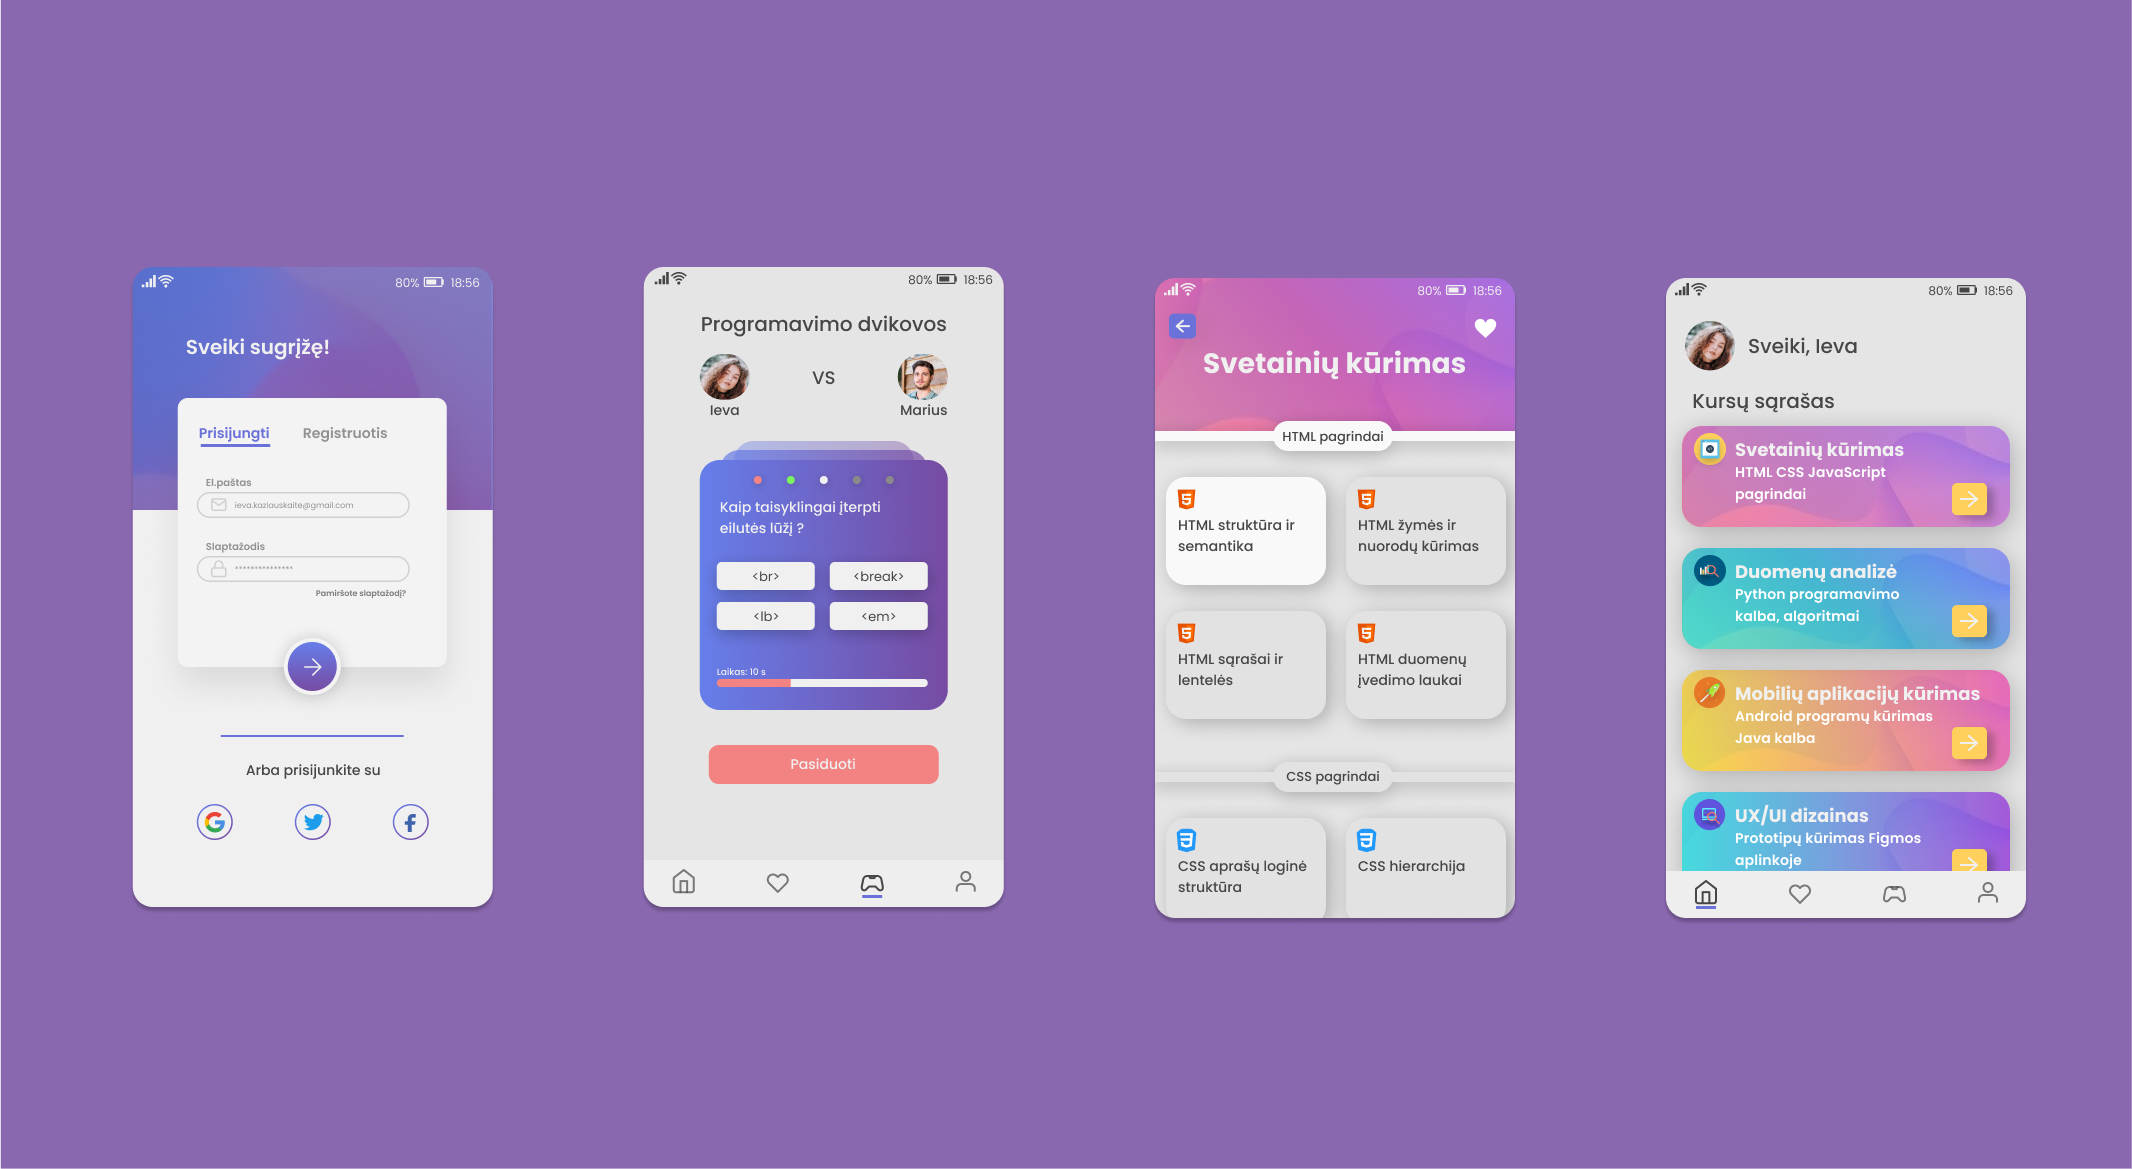 80% 18:56
Sveiki sugrįžę!
Prisijungti Registruotis
El.paštas
ieva.kozlauskaite@gmail.com
Slaptažodis
***************
Pamiršote slaptažodį?
Arba prisijunkite su
80% 18:56
Programavimo dvikovos
VS
Ieva Marius
Kaip taisyklingai įterpti
eilutės lūžį ?
<br> <break>
<lb> <em>
Laikas: 10 s
Pasiduoti
80% 18:56
Svetainių kūrimas
HTML pagrindai
HTML struktūra ir
semantika
HTML žymės ir
nuorodų kūrimas
HTML sąrašai ir
lentelės
HTML duomenų
įvedimo laukai
CSS pagrindai
CSS aprašų loginė
struktūra
CSS hierarchija
80% 18:56
Sveiki, Ieva
Kursų sąrašas
Svetainių kūrimas
HTML CSS JavaScript
pagrindai
Duomenų analizė
Python programavimo
kalba, algoritmai
Mobilių aplikacijų kūrimas
Android programų kūrimas
Java kalba
UX/UI dizainas
Prototipų kūrimas Figmos
aplinkoje